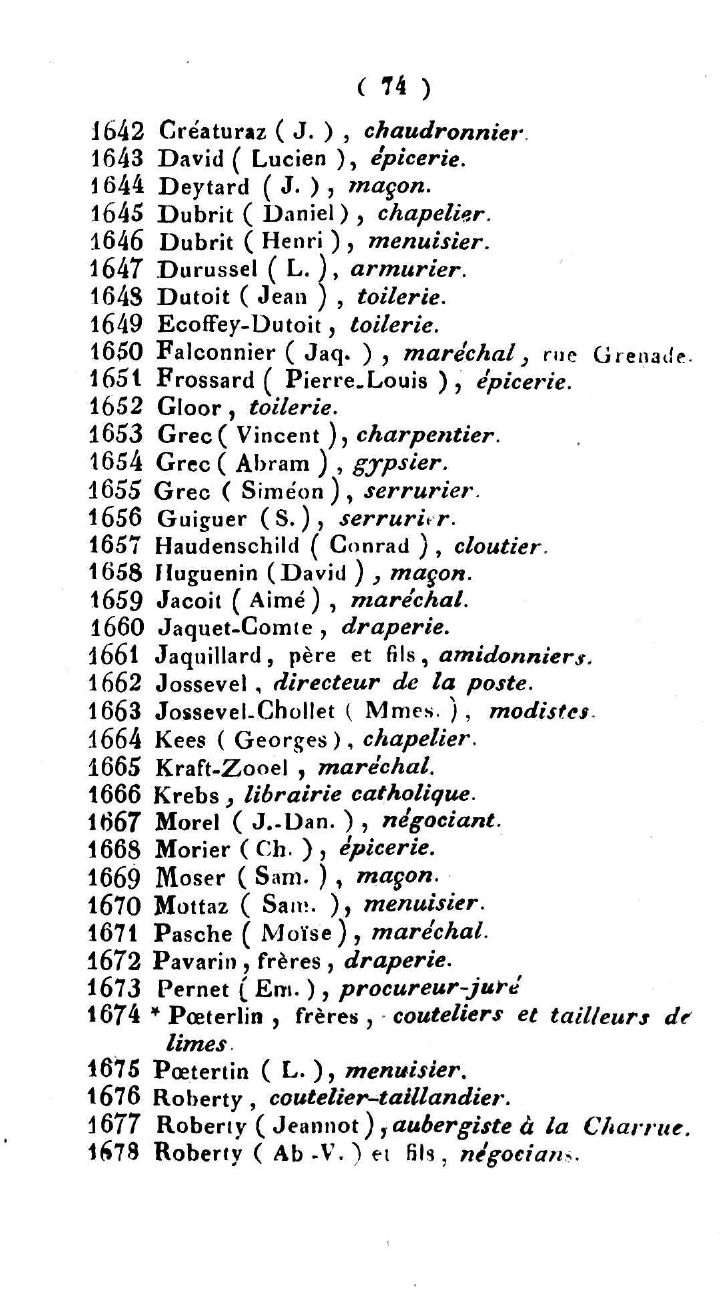 ( 74 )
1642 Créaturaz ( J. ) , chaudronnier.
1643 David ( Lucien ), épicerie.
1644 Deytard ( J. ) , maçon.
1645 Dubrit ( Daniel ) , chapelier.
1646 Dubrit ( Henri ) , menuisier.
1647 Durussel ( L. ), armurier.
1648 Dutoit ( Jean ) , toilerie.
1649 Ecoffey-Dutoit , toilerie.
1650 Falconnier ( Jaq. ) , maréchal , rue Grenade.
1651 Frossard ( Pierre-Louis ) , épicerie.
1652 Gloor , toilerie.
1653 Grec ( Vincent ) , charpentier.
1654 Grec ( Abram ) , gypsier.
1655 Grec ( Siméon ) , serrurier.
1656 Guiguer ( S. ) , serrurier.
1657 Haudenschild ( Conrad ) , cloutier.
1658 Huguenin ( David ) , maçon.
1659 Jacoit ( Aimé ) , maréchal.
1660 Jaquet-Comte , draperie.
1661 Jaquillard , père et fils , amidonniers.
1662 Jossevel , directeur de la poste.
1663 Jossevel-Chollet ( Mmes. ) , modistes.
1664 Kees ( Georges ) , chapelier.
1665 Kraft-Zooel , maréchal.
1666 Krebs , librairie catholique.
1667 Morel ( J.-Dan. ) , négociant.
1668 Morier ( Ch. ) , épicerie.
1669 Moser ( Sam. ) , maçon.
1670 Mottaz ( Sam. ) , menuisier.
1671 Pasche ( Moïse ) , maréchal.
1672 Pavarin , frères , draperie.
1673 Pernet ( Em. ) , procureur-juré
1674 * Pœterlin , frères , couteliers et tailleurs de
limes.
1675 Pœtertin ( L. ) , menuisier.
1676 Roberty , coutelier-taillandier.
1677 Roberty ( Jeannot ) , aubergiste à la Charrue.
1678 Roberty ( Ab -V. ) et fils , négocians.